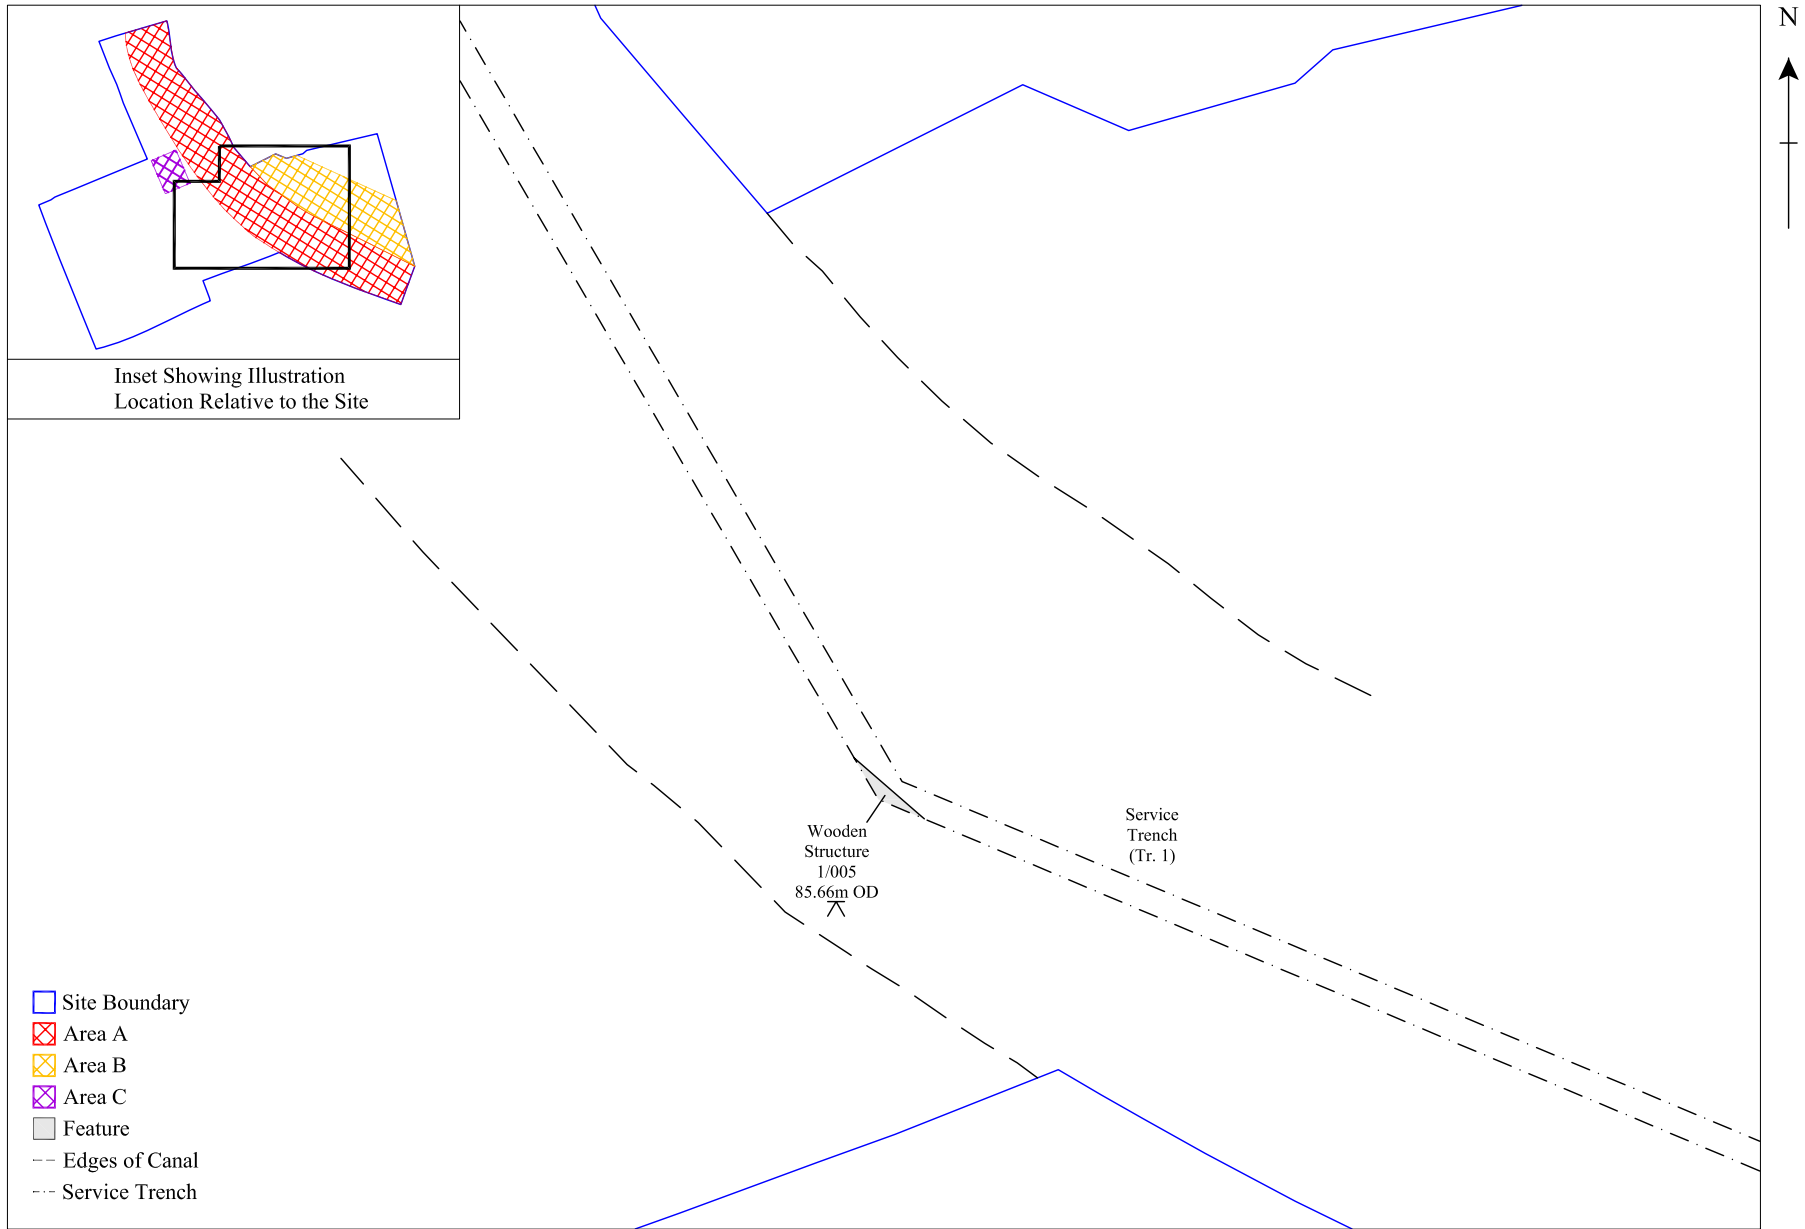 N
Inset Showing Illustration
Location Relative to the Site
Service
Trench
(Tr. 1)
Wooden
Structure
1/005
85.66m OD
Site Boundary
Area A
Area B
Area C
Feature
Edges of Canal
Service Trench